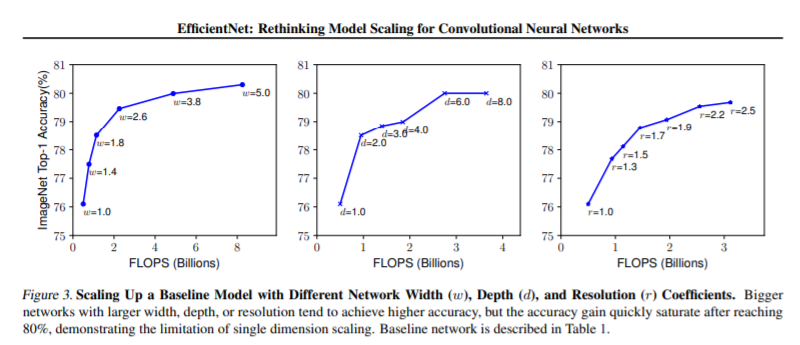 EfficientNet: Rethinking Model Scaling for Convolutional Neural Networks
ImageNet Top-1 Accuracy(%)
81
80
79
78
77
76
75
0 2 4 6 8
FLOPS (Billions)
w=1.0
w=1.4
w=1.8
w=2.6
w=3.8
w=5.0
81
80
79
78
77
76
75
0 1 2 3 4
FLOPS (Billions)
d=1.0
d=2.0
d=3.0
d=4.0
d=6.0
d=8.0
81
80
79
78
77
76
75
0 1 2 3
FLOPS (Billions)
r=1.0
r=1.3
r=1.5
r=1.7
r=1.9
r=2.2
r=2.5
Figure 3. Scaling Up a Baseline Model with Different Network Width (w), Depth (d), and Resolution (r) Coefficients. Bigger
networks with larger width, depth, or resolution tend to achieve higher accuracy, but the accuracy gain quickly saturate after reaching
80%, demonstrating the limitation of single dimension scaling. Baseline network is described in Table 1.